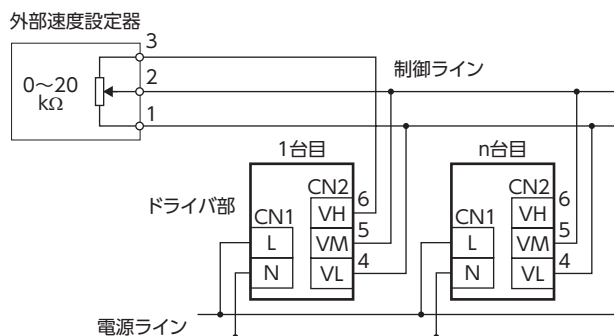 外部速度設定器
3
0～20
kΩ
2
制御ライン
1
1台目
n台目
ドライバ部
CN1
CN2
6
VH
L
5
VM
N
4
VL
CN1
CN2
6
VH
L
5
VM
N
4
VL
電源ライン